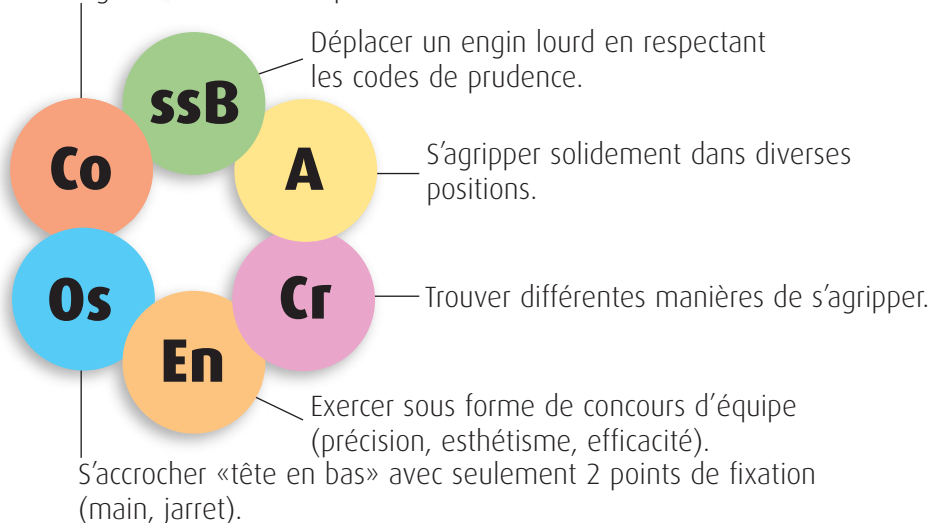 Déplacer un engin lourd en respectant
les codes de prudence.
ssB
Co
A
S’agripper solidement dans diverses
positions.
Os
Cr
Trouver différentes manières de s’agripper.
En
Exercer sous forme de concours d’équipe
(précision, esthétisme, efficacité).
S’accrocher «tête en bas» avec seulement 2 points de fixation
(main, jarret).